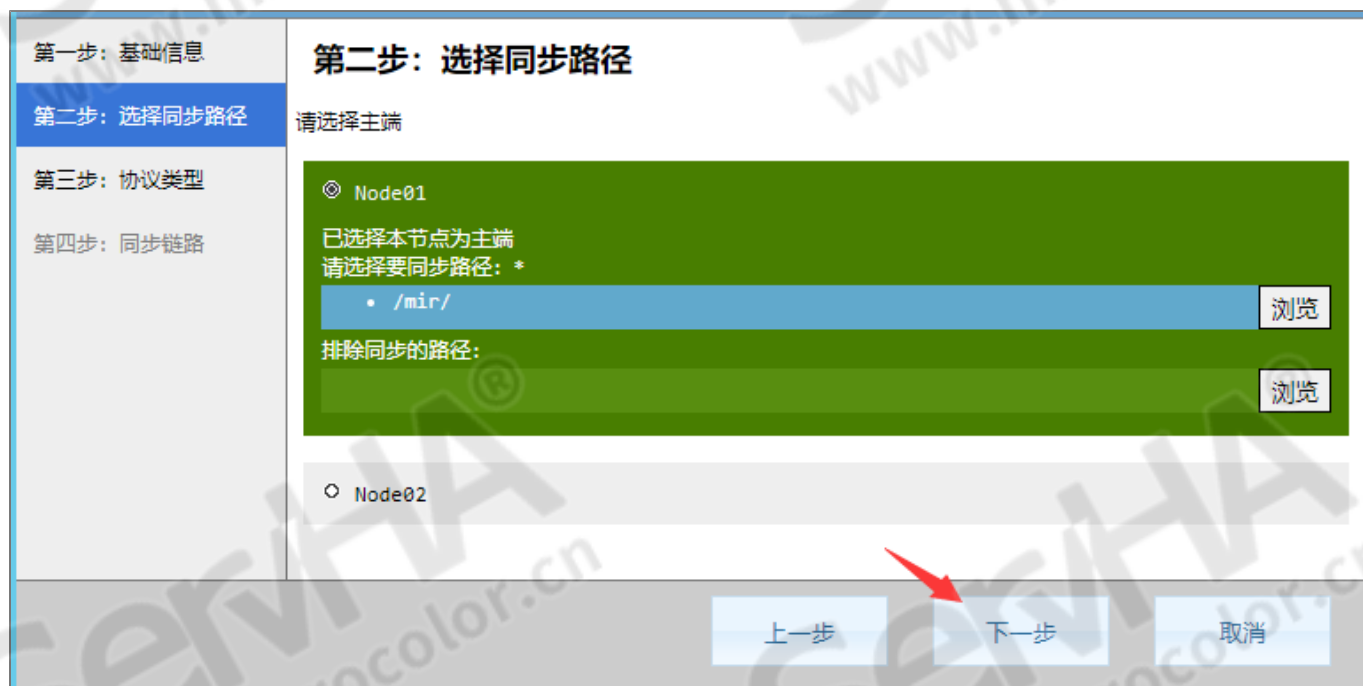 第一步：基础信息
第二步：选择同步路径
第三步：协议类型
第四步：同步链路
第二步：选择同步路径
请选择主端
Node01
已选择本节点为主端
请选择要同步路径：*
• /mir/
浏览
排除同步的路径：
浏览
Node02
上一步
下一步
取消
ServHA®
rocolor.cn
www.m